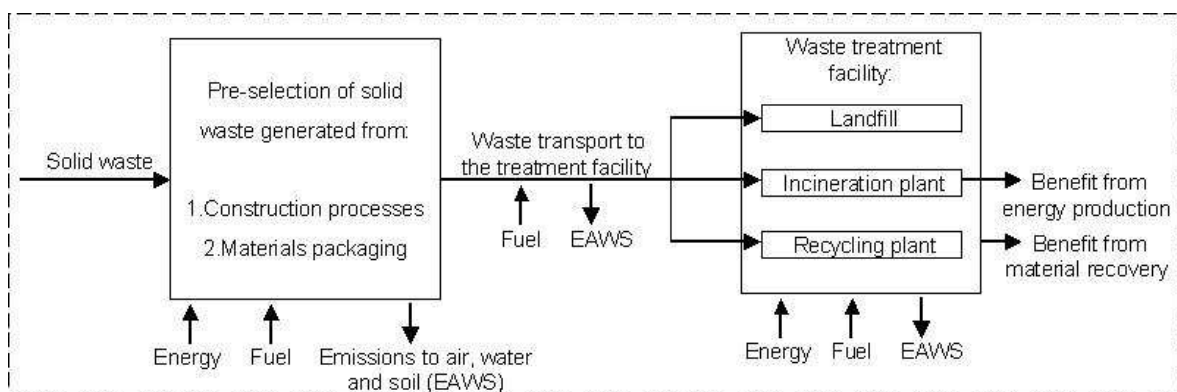 Solid waste
Pre-selection of solid
waste generated from:
1.Construction processes
2.Materials packaging
Energy
Fuel
Emissions to air, water
and soil (EAWS)
Waste transport to
the treatment facility
Fuel
EAWS
Waste treatment
facility:
Landfill
Incineration plant
Recycling plant
Energy
Fuel
EAWS
Benefit from
energy production
Benefit from
material recovery